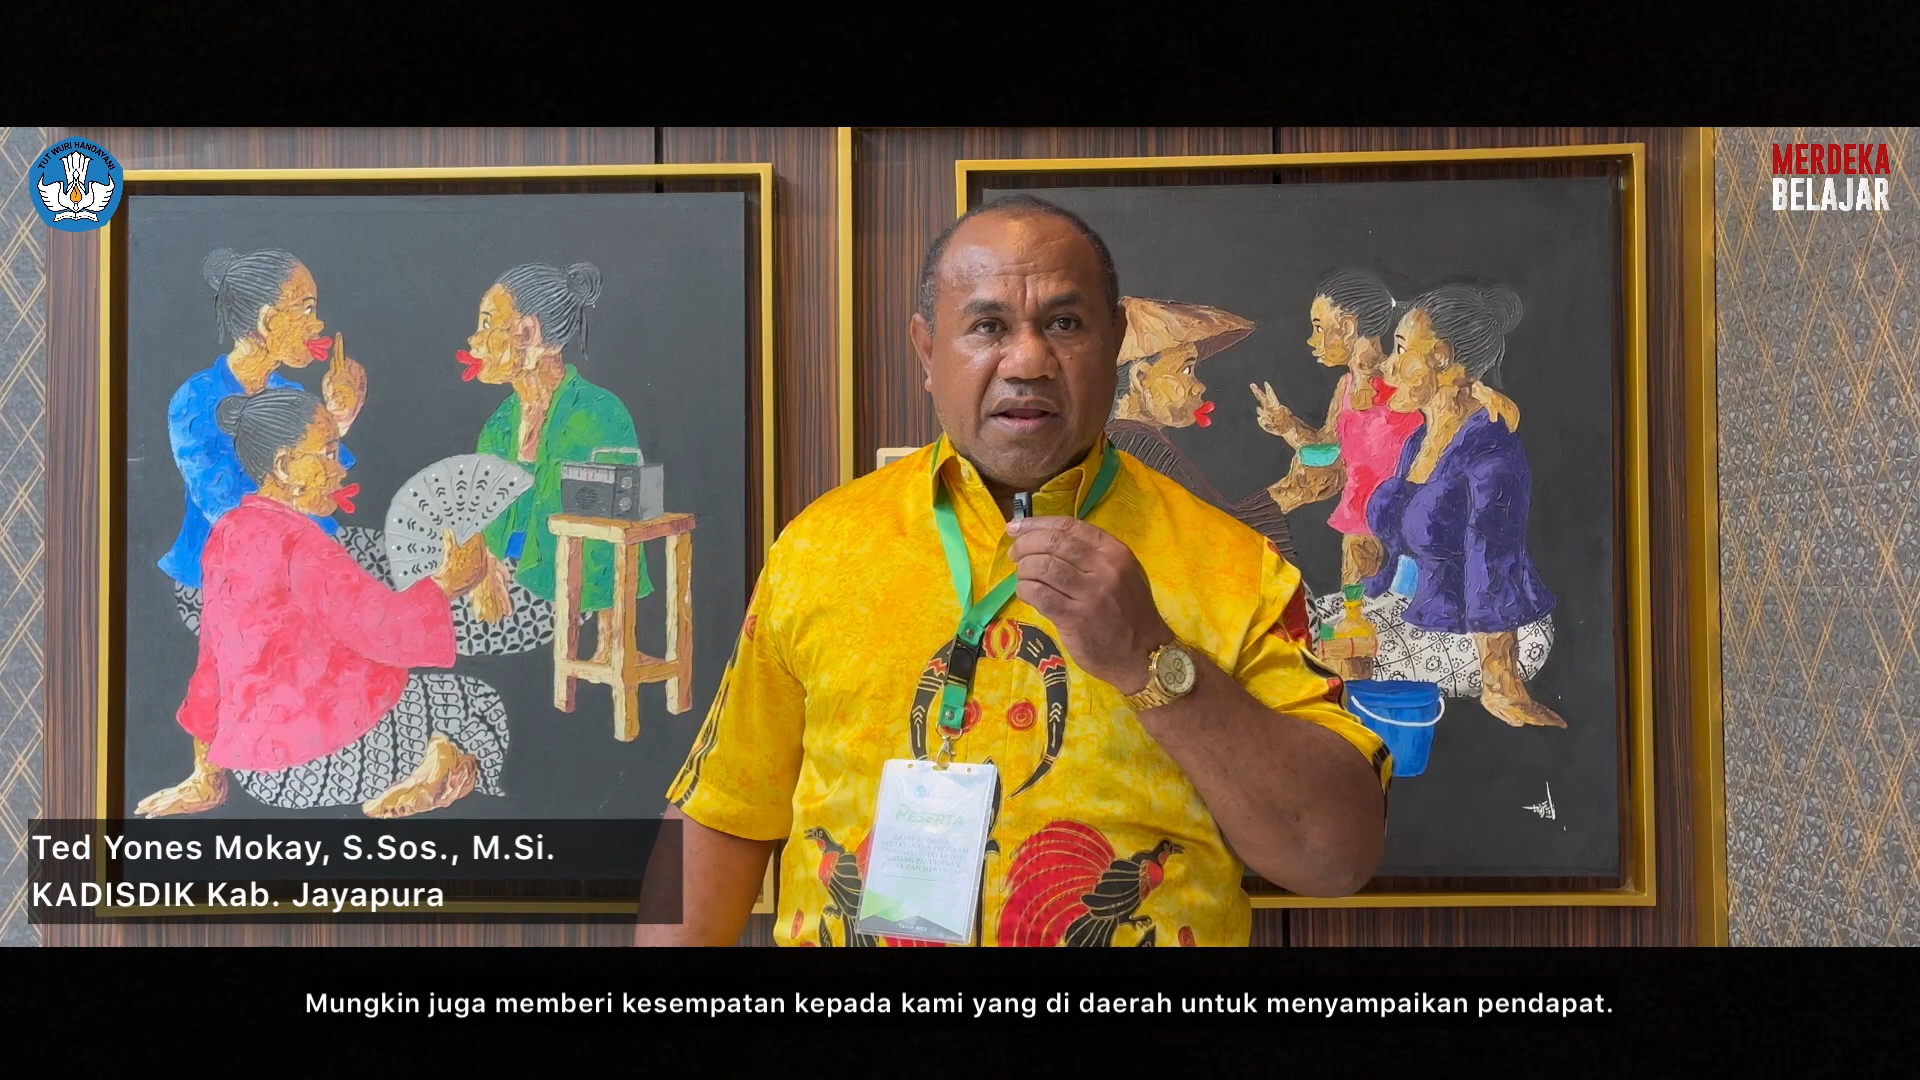 TUT WURI HANDAYANI
MERDEKA
BELAJAR
PESERTA
Ted Yones Mokay, S.Sos., M.Si.
KADISDIK Kab. Jayapura
Mungkin juga memberi kesempatan kepada kami yang di daerah untuk menyampaikan pendapat.